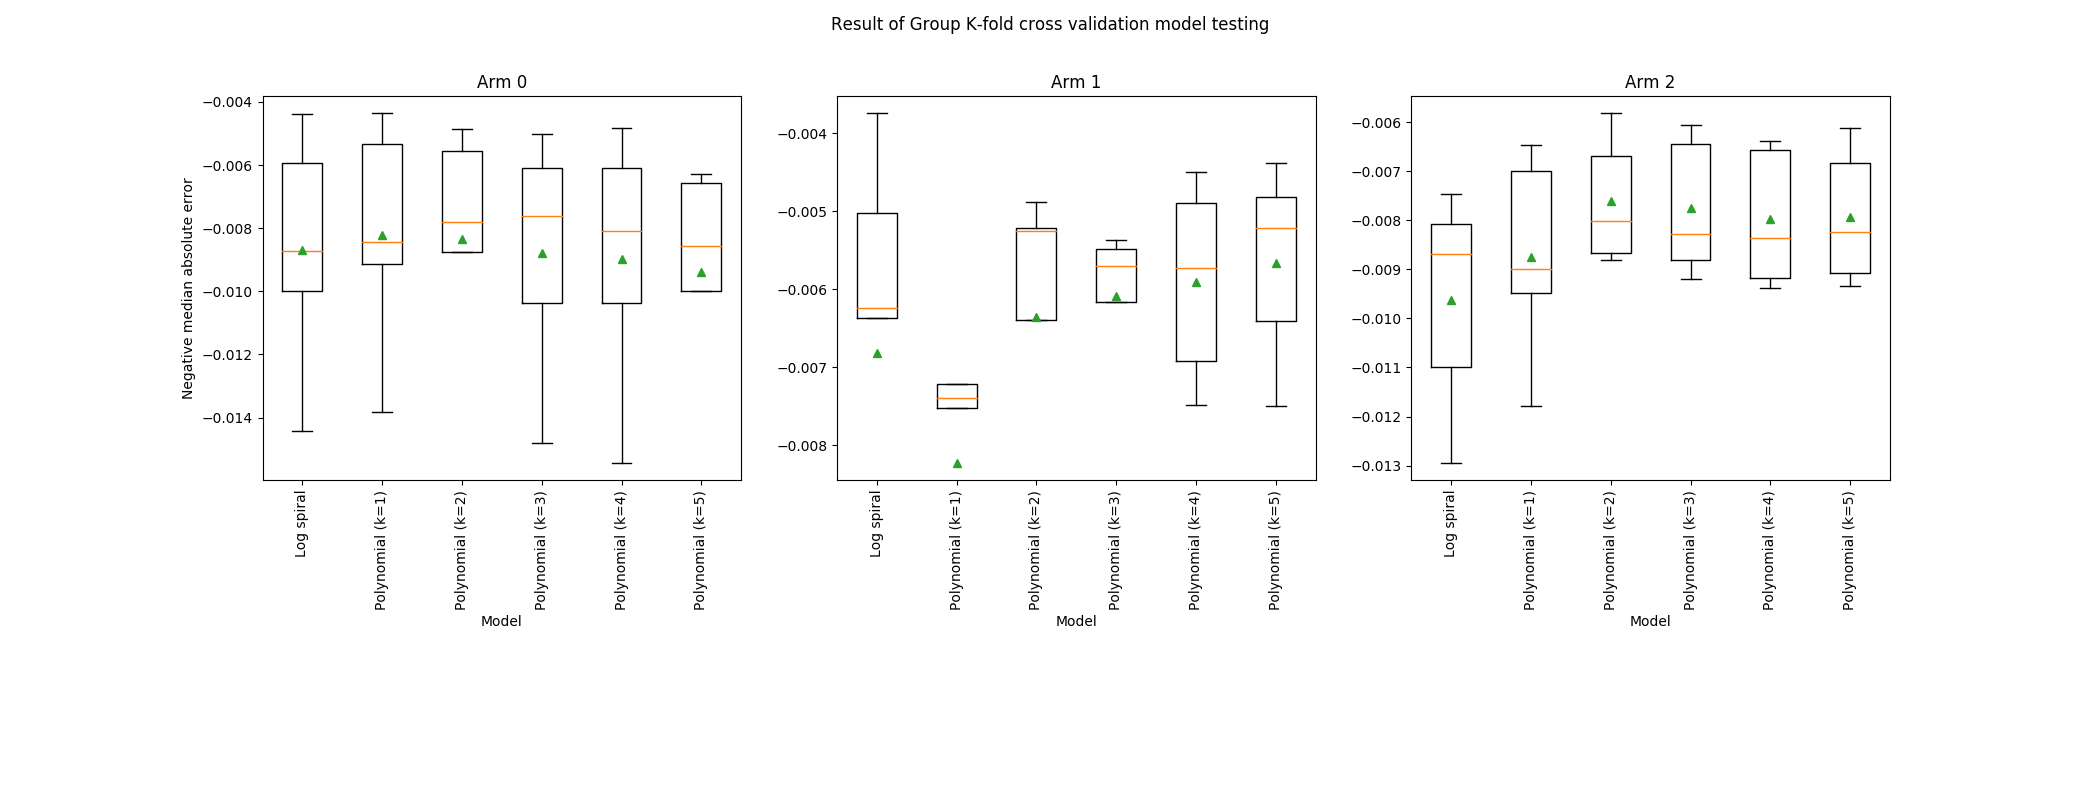 Result of Group K-fold cross validation model testing
Arm 0
Negative median absolute error
−0.004
−0.006
−0.008
−0.010
−0.012
−0.014
Log spiral
Polynomial (k=1)
Polynomial (k=2)
Polynomial (k=3)
Polynomial (k=4)
Polynomial (k=5)
Model
Arm 1
−0.004
−0.005
−0.006
−0.007
−0.008
Log spiral
Polynomial (k=1)
Polynomial (k=2)
Polynomial (k=3)
Polynomial (k=4)
Polynomial (k=5)
Model
Arm 2
−0.006
−0.007
−0.008
−0.009
−0.010
−0.011
−0.012
−0.013
Log spiral
Polynomial (k=1)
Polynomial (k=2)
Polynomial (k=3)
Polynomial (k=4)
Polynomial (k=5)
Model